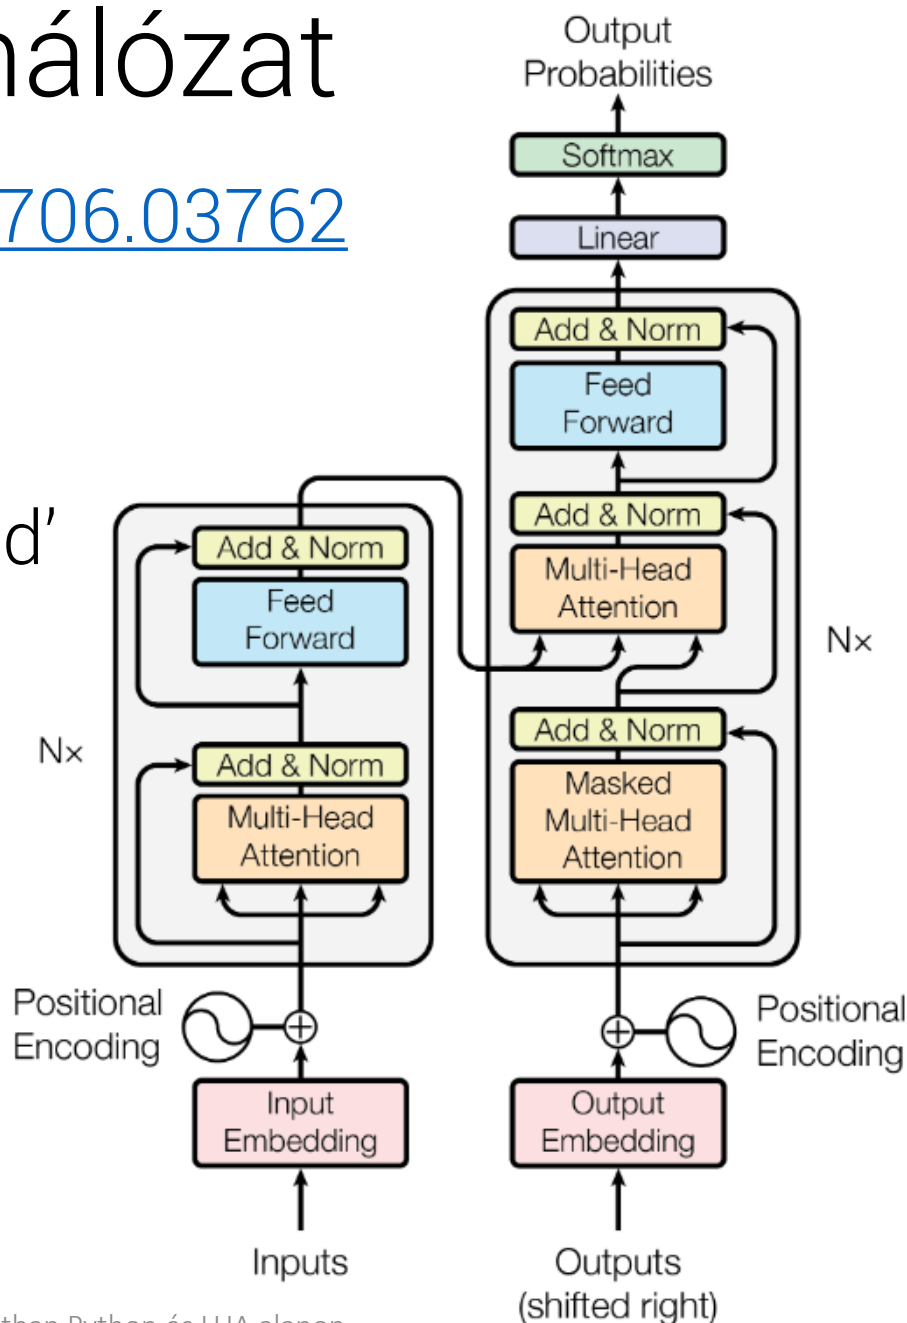 Output
Probabilities
Softmax
706.03762
Linear
Add & Norm
Feed
Forward
Add & Norm
Multi-Head
Attention
Nx
Add & Norm
Masked
Multi-Head
Attention
d’
Add & Norm
Feed
Forward
Nx
Add & Norm
Multi-Head
Attention
Positional
Encoding
Positional
Encoding
Input
Embedding
Output
Embedding
Inputs
Outputs
(shifted right)